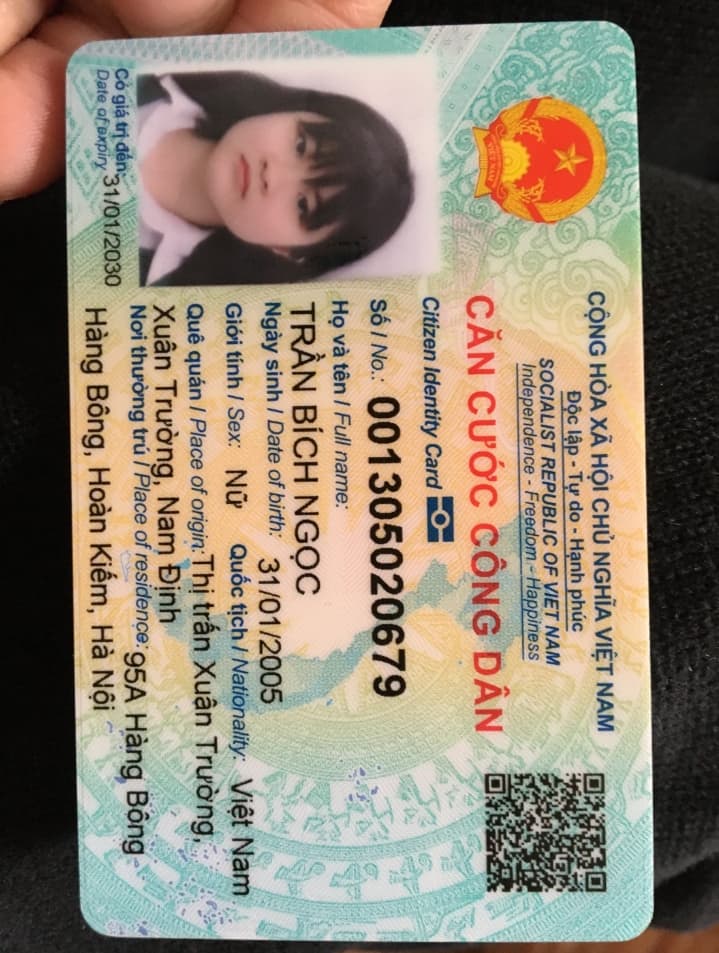 CỘNG HÒA XÃ HỘI CHỦ NGHĨA VIỆT NAM
Độc lập - Tự do - Hạnh phúc
SOCIALIST REPUBLIC OF VIET NAM
Independence - Freedom - Happiness
CĂN CƯỚC CÔNG DÂN
Citizen Identity Card
Số / No.: 001305020679
Họ và tên / Full name:
TRẦN BÍCH NGỌC
Ngày sinh / Date of birth: 31/01/2005
Giới tính / Sex: Nữ Quốc tịch / Nationality: Việt Nam
Quê quán / Place of origin: Thị trấn Xuân Trường,
Xuân Trường, Nam Định
Nơi thường trú / Place of residence: 95A Hàng Bông
Hàng Bông, Hoàn Kiếm, Hà Nội
Có giá trị đến: 31/01/2030
Date of expiry